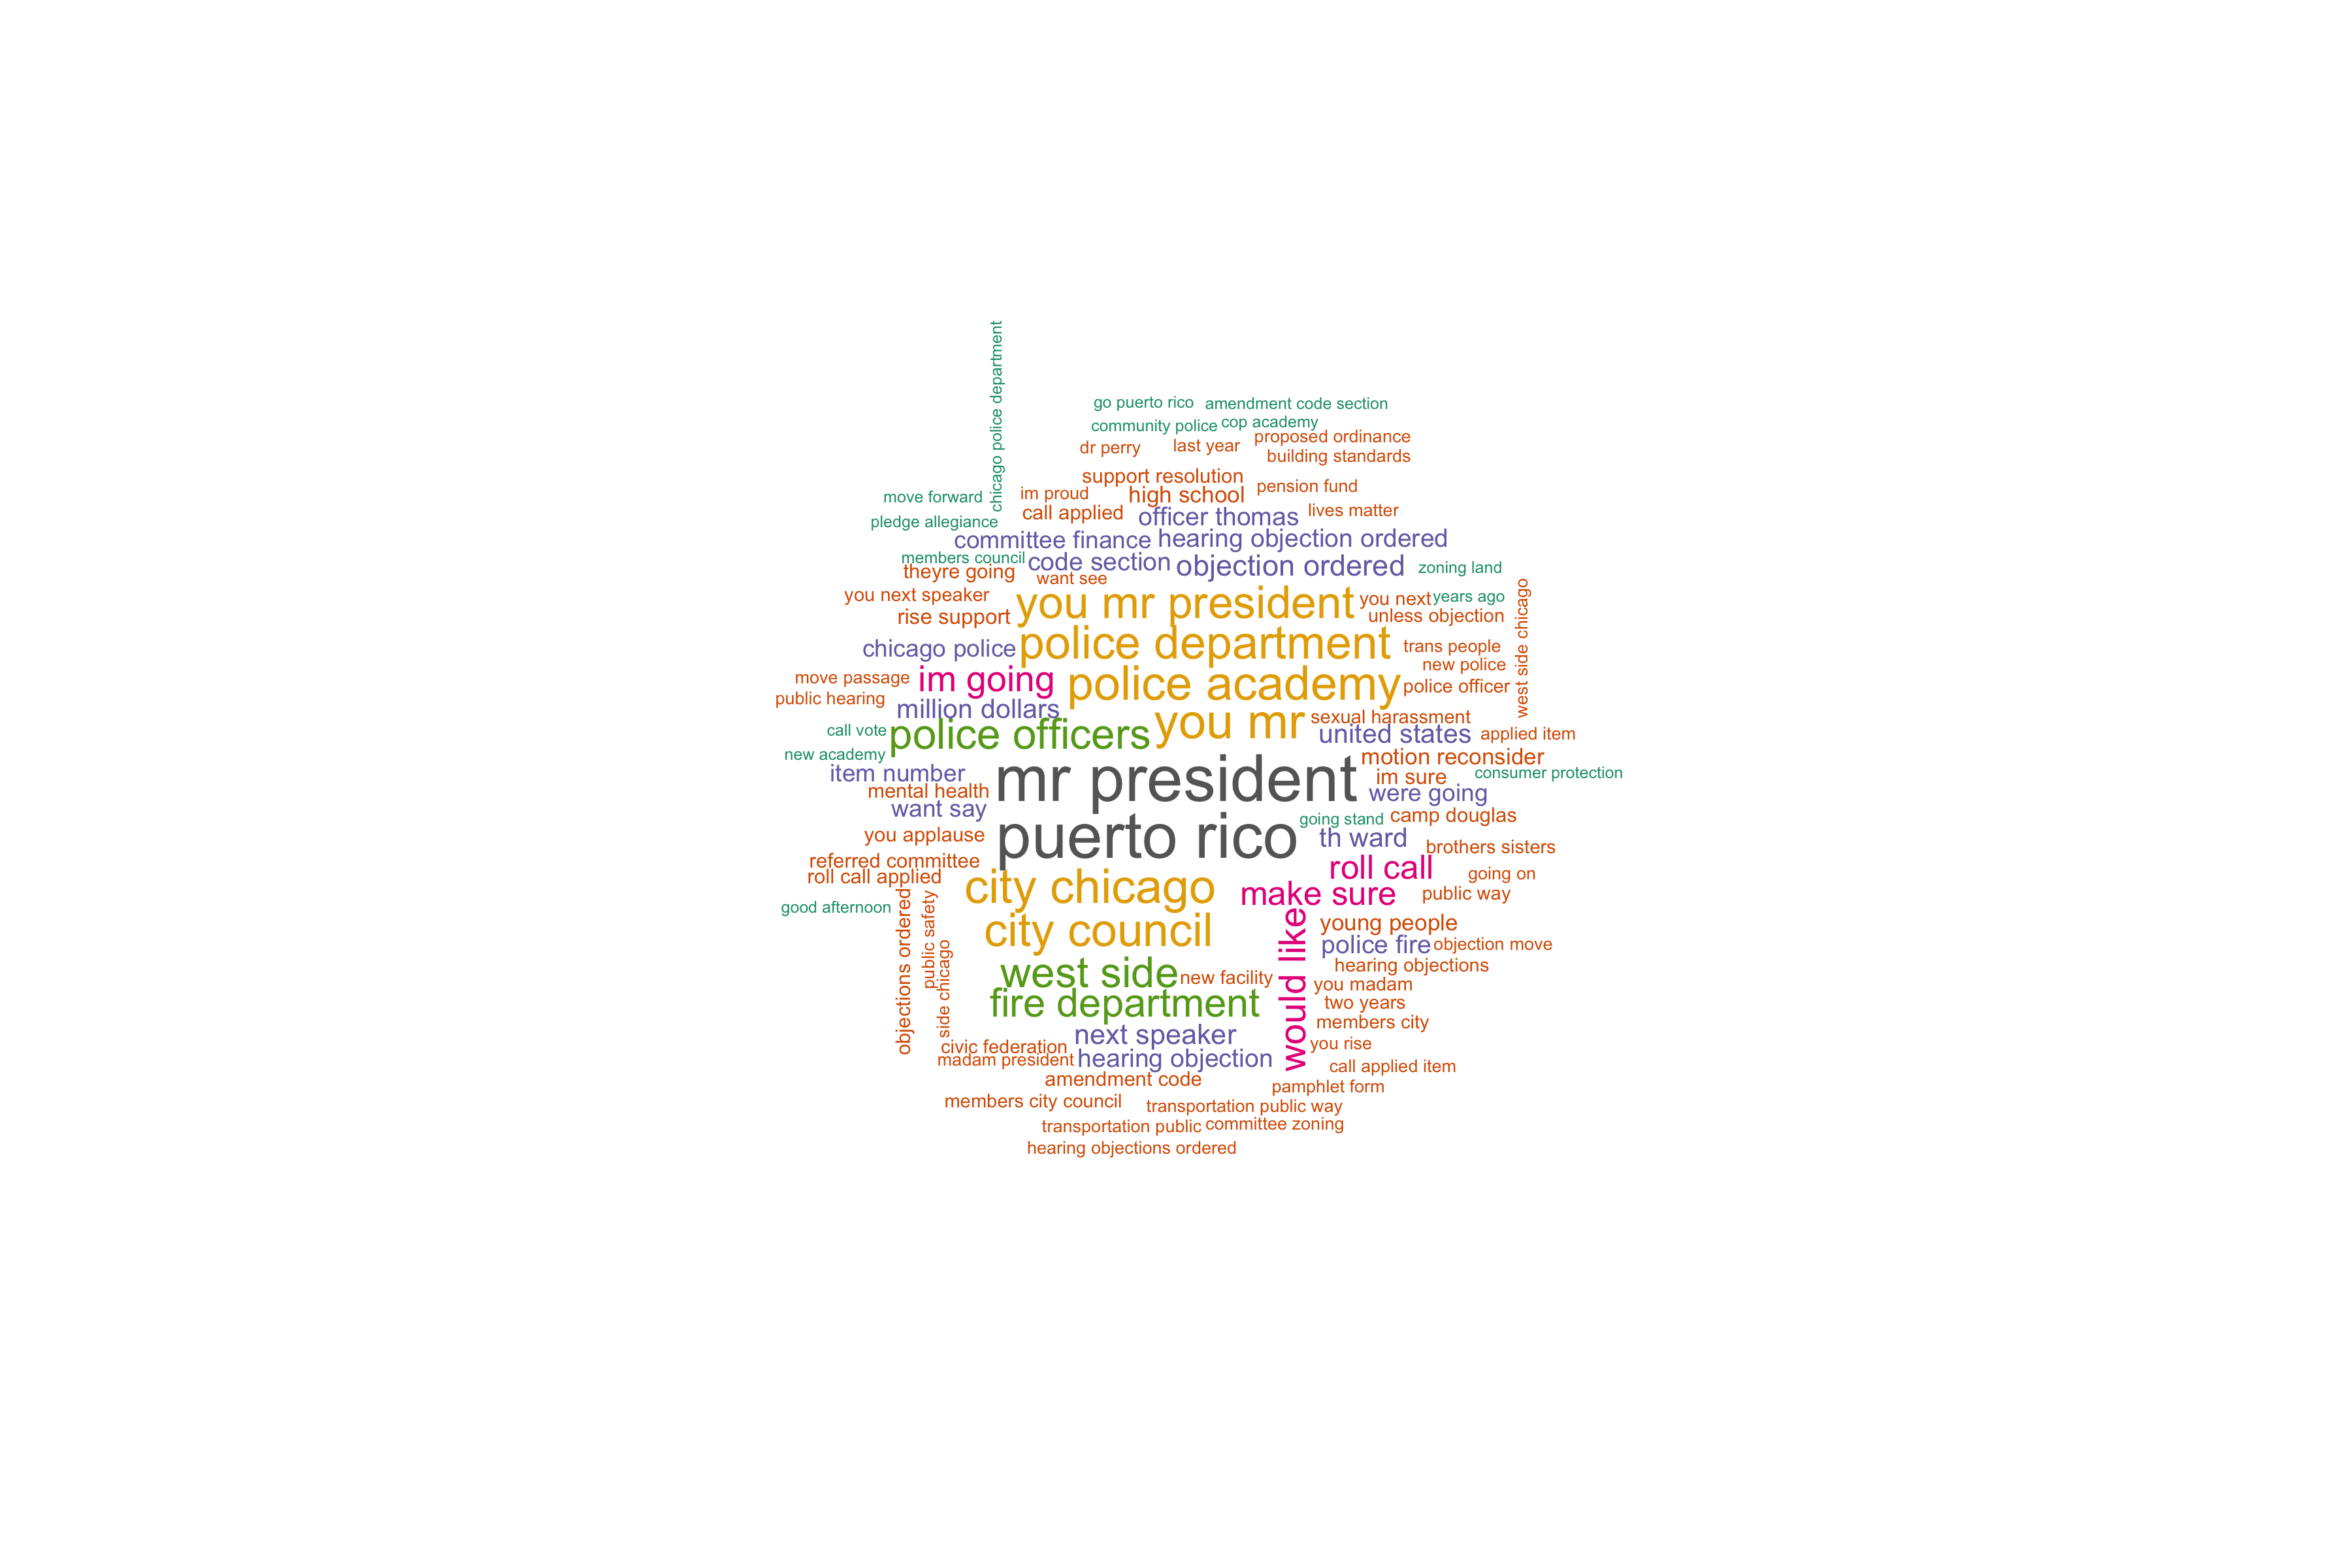 chicago police department
go puerto rico
amendment code section
community police
cop academy
dr perry
last year
proposed ordinance
building standards
support resolution
pension fund
move forward
im proud
high school
call applied
officer thomas
lives matter
pledge allegiance
committee finance
hearing objection ordered
members council
code section
objection ordered
zoning land
theyre going
want see
you next speaker
you mr president
you next
years ago
west side chicago
rise support
unless objection
chicago police
police department
trans people
new police
move passage
im going
police academy
police officer
public hearing
million dollars
you mr
sexual harassment
call vote
police officers
united states
applied item
new academy
motion reconsider
item number
mr president
im sure
consumer protection
mental health
were going
want say
going stand
camp douglas
you applause
puerto rico
th ward
brothers sisters
referred committee
roll call applied
roll call
going on
city chicago
make sure
public way
good afternoon
objections ordered
public safety
side chicago
city council
would like
young people
police fire
objection move
west side
new facility
hearing objections
you madam
fire department
two years
members city
next speaker
civic federation
you rise
madam president
hearing objection
call applied item
amendment code
pamphlet form
members city council
transportation public way
transportation public
committee zoning
hearing objections ordered